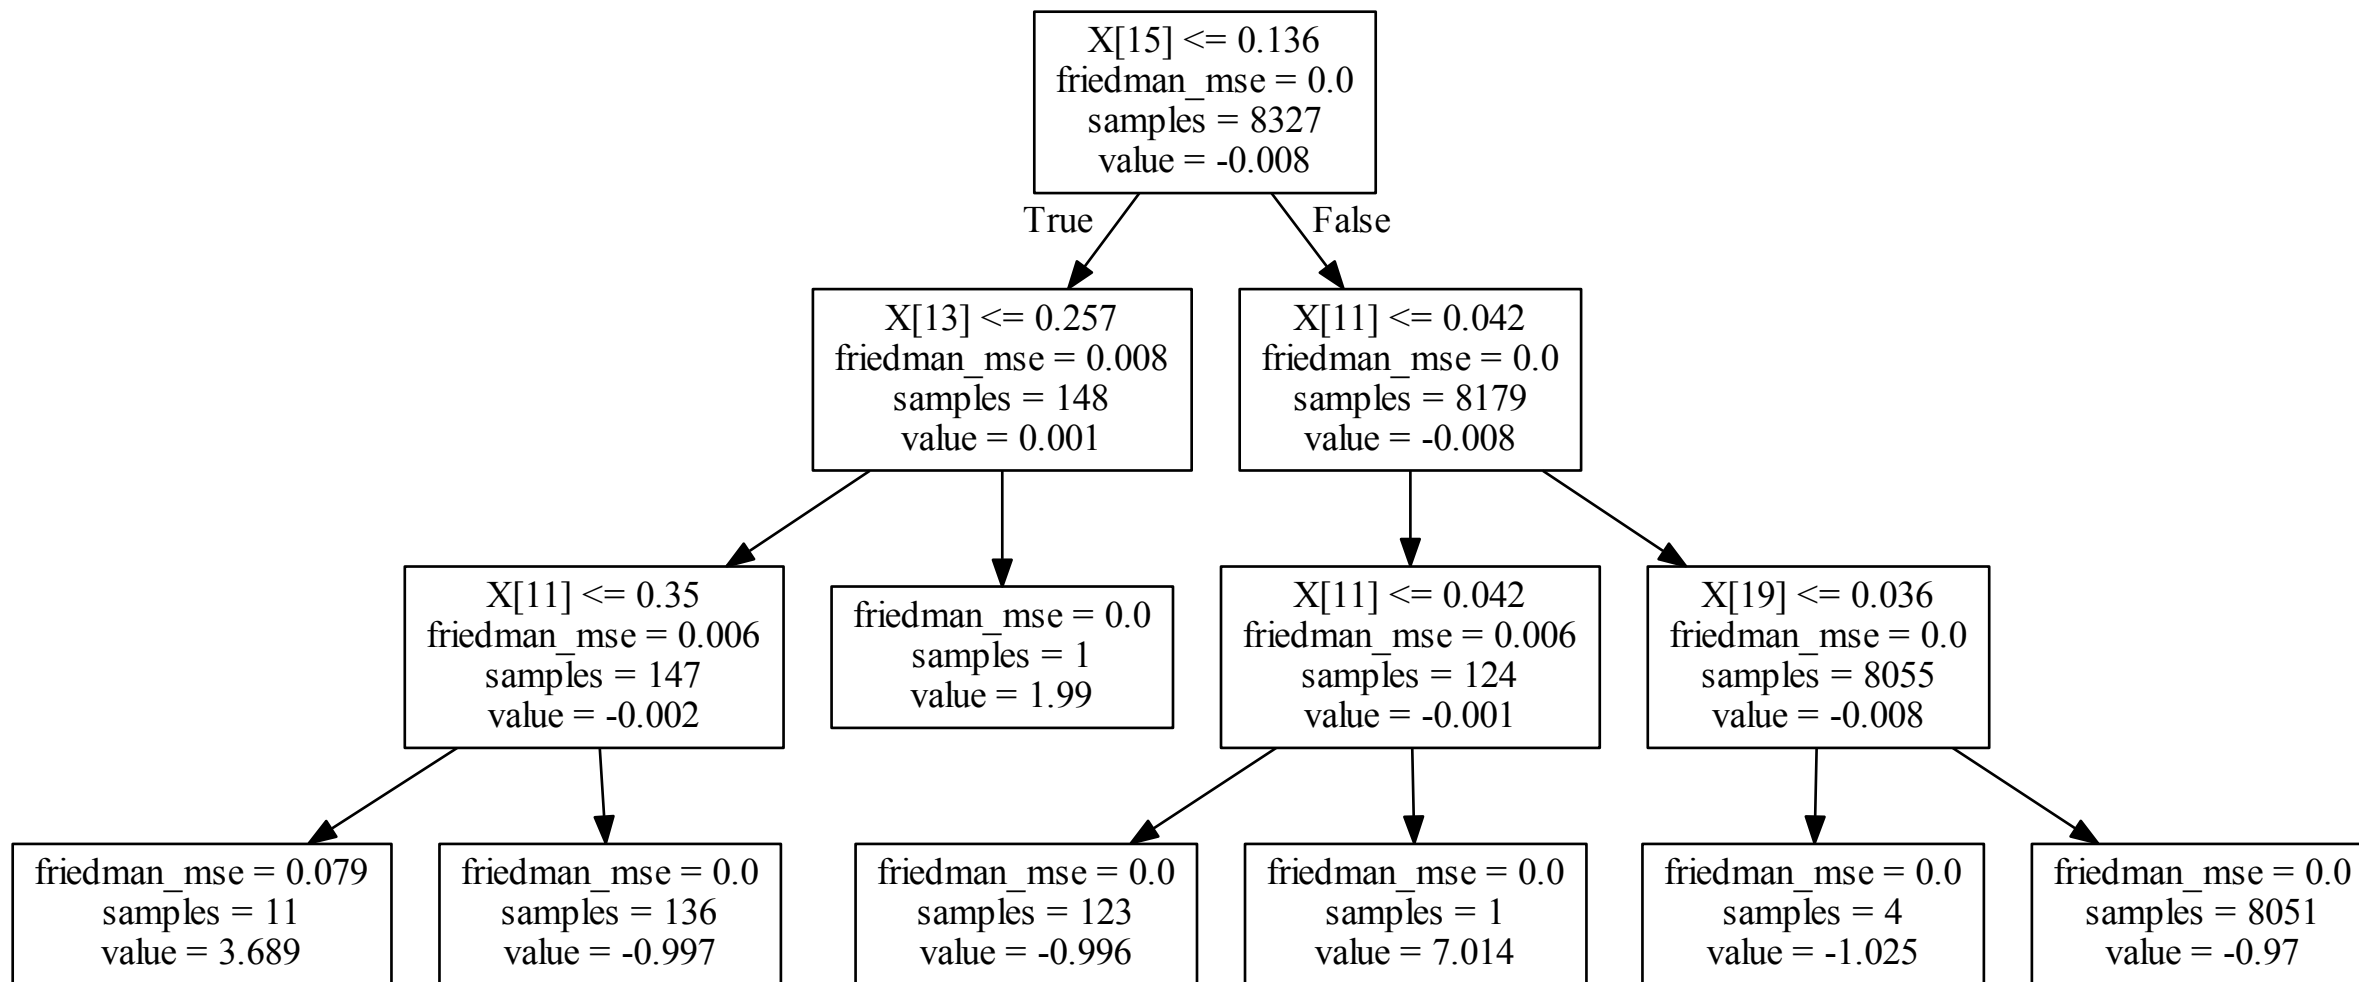 X[15] <= 0.136
friedman_mse = 0.0
samples = 8327
value = -0.008
True
False
X[13] <= 0.257
friedman_mse = 0.008
samples = 148
value = 0.001
X[11] <= 0.042
friedman_mse = 0.0
samples = 8179
value = -0.008
X[11] <= 0.35
friedman_mse = 0.006
samples = 147
value = -0.002
friedman_mse = 0.0
samples = 1
value = 1.99
X[11] <= 0.042
friedman_mse = 0.006
samples = 124
value = -0.001
X[19] <= 0.036
friedman_mse = 0.0
samples = 8055
value = -0.008
friedman_mse = 0.079
samples = 11
value = 3.689
friedman_mse = 0.0
samples = 136
value = -0.997
friedman_mse = 0.0
samples = 123
value = -0.996
friedman_mse = 0.0
samples = 1
value = 7.014
friedman_mse = 0.0
samples = 4
value = -1.025
friedman_mse = 0.0
samples = 8051
value = -0.97